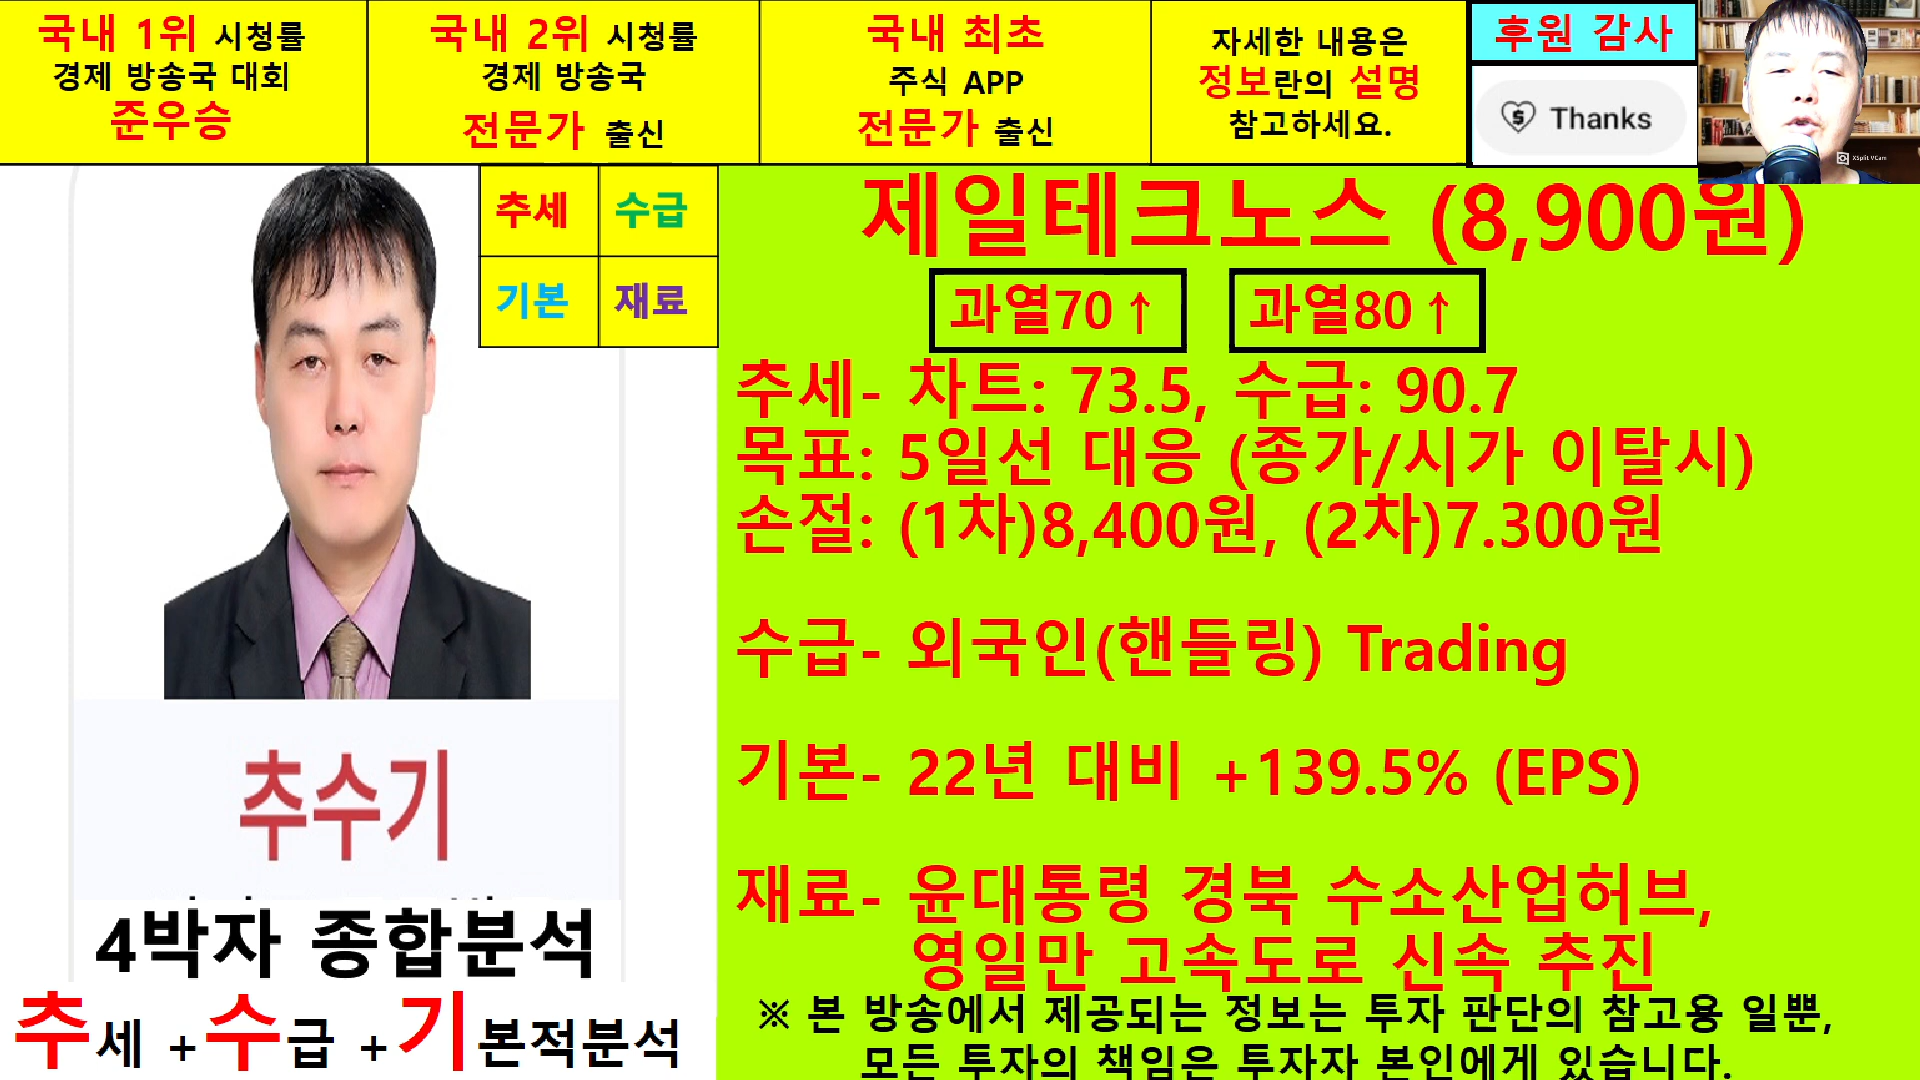 국내 1위 시청률
경제 방송국 대회
준우승
국내 2위 시청률
경제 방송국
전문가 출신
국내 최초
주식 APP
전문가 출신
자세한 내용은
정보란의 설명
참고하세요.
후원 감사
Thanks
XSplit VCam
추세 수급
기본 재료
제일테크노스 (8,900원)
과열70↑ 과열80↑
추세- 차트: 73.5, 수급: 90.7
목표: 5일선 대응 (종가/시가 이탈시)
손절: (1차)8,400원, (2차)7.300원
수급- 외국인(핸들링) Trading
기본- 22년 대비 +139.5% (EPS)
재료- 윤대통령 경북 수소산업허브,
영일만 고속도로 신속 추진
※ 본 방송에서 제공되는 정보는 투자 판단의 참고용 일뿐,
모든 투자의 책임은 투자자 본인에게 있습니다.
추수기
4박자 종합분석
추세 +수급 +기본적분석